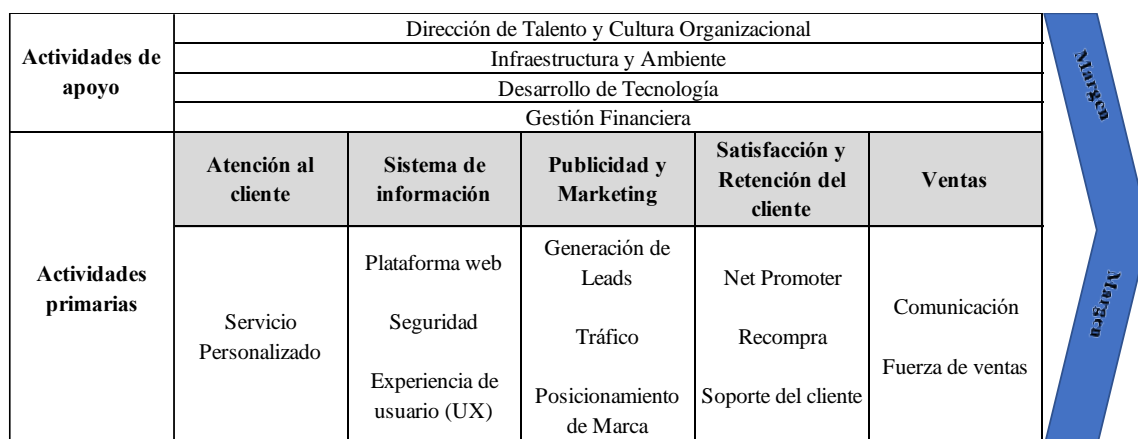 Actividades de
apoyo
Dirección de Talento y Cultura Organizacional
Infraestructura y Ambiente
Desarrollo de Tecnología
Gestión Financiera
Margen
Actividades
primarias
Atención al
cliente
Sistema de
información
Publicidad y
Marketing
Satisfacción y
Retención del
cliente
Ventas
Servicio
Personalizado
Plataforma web
Seguridad
Experiencia de
usuario (UX)
Generación de
Leads
Tráfico
Posicionamiento
de Marca
Net Promoter
Recompra
Soporte del cliente
Comunicación
Fuerza de ventas
Margen